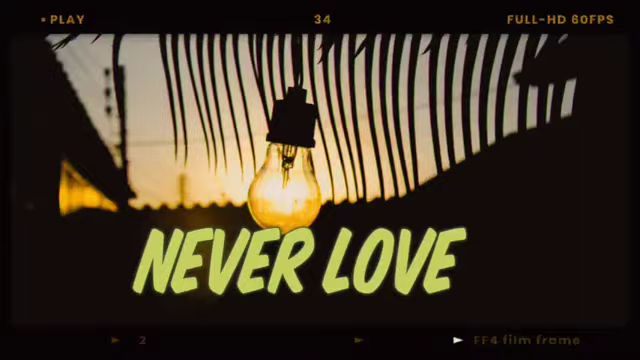 PLAY
34
FULL-HD 60FPS
NEVER LOVE
2
FF4 film frame